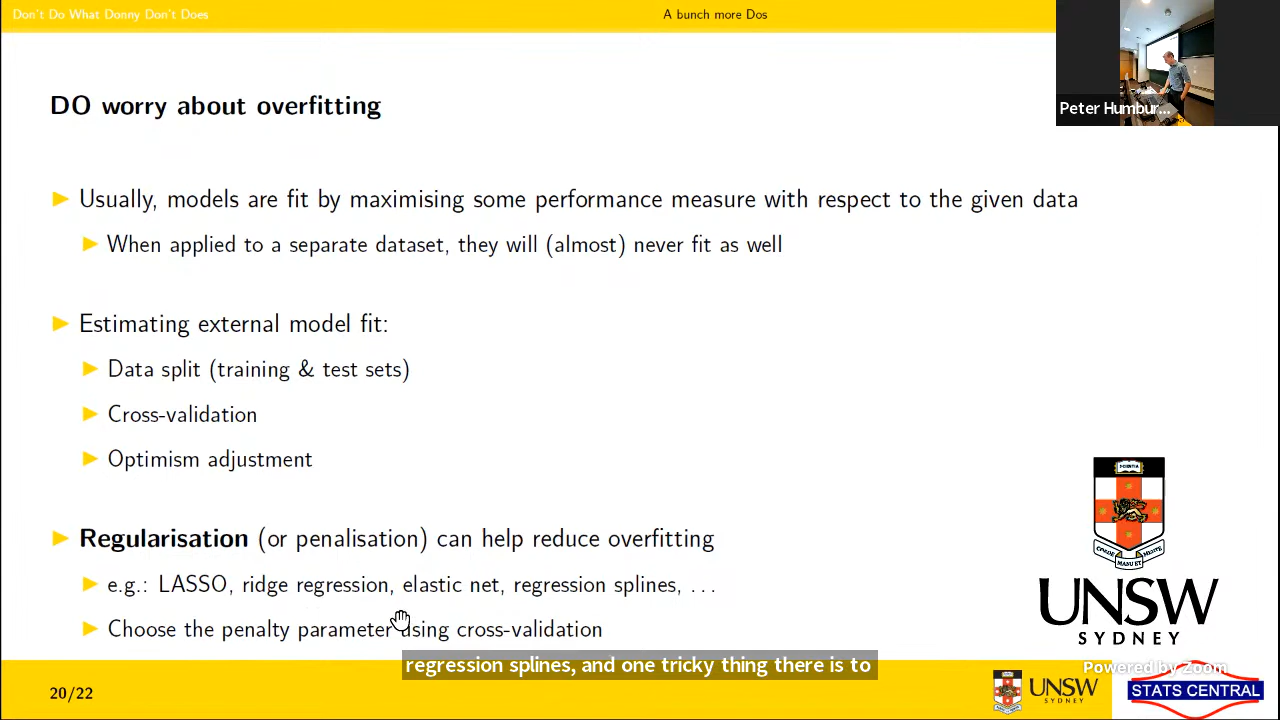 Don't Do What Donny Don't Does
A bunch more Dos
Peter Humbur...
DO worry about overfitting
Usually, models are fit by maximising some performance measure with respect to the given data
When applied to a separate dataset, they will (almost) never fit as well
Estimating external model fit:
Data split (training & test sets)
Cross-validation
Optimism adjustment
Regularisation (or penalisation) can help reduce overfitting
e.g.: LASSO, ridge regression, elastic net, regression splines, ...
Choose the penalty parameter using cross-validation
regression splines, and one tricky thing there is to
SCIENTIA
MANU ET
UNSW
SYDNEY
Powered by Zoom
20/22
UNSW
SYDNEY
STATS CENTRAL